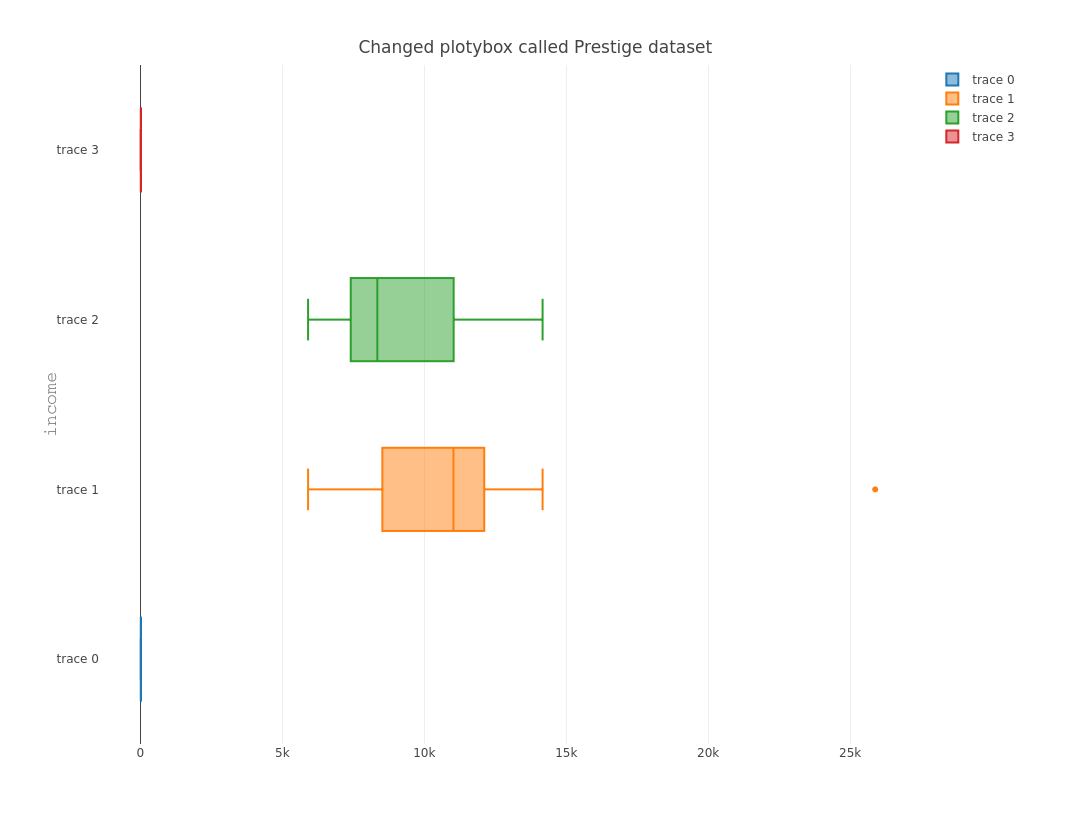 Changed plotybox called Prestige dataset
trace 0
trace 1
trace 2
trace 3
trace 3
trace 2
trace 1
trace 0
income
0
5k
10k
15k
20k
25k